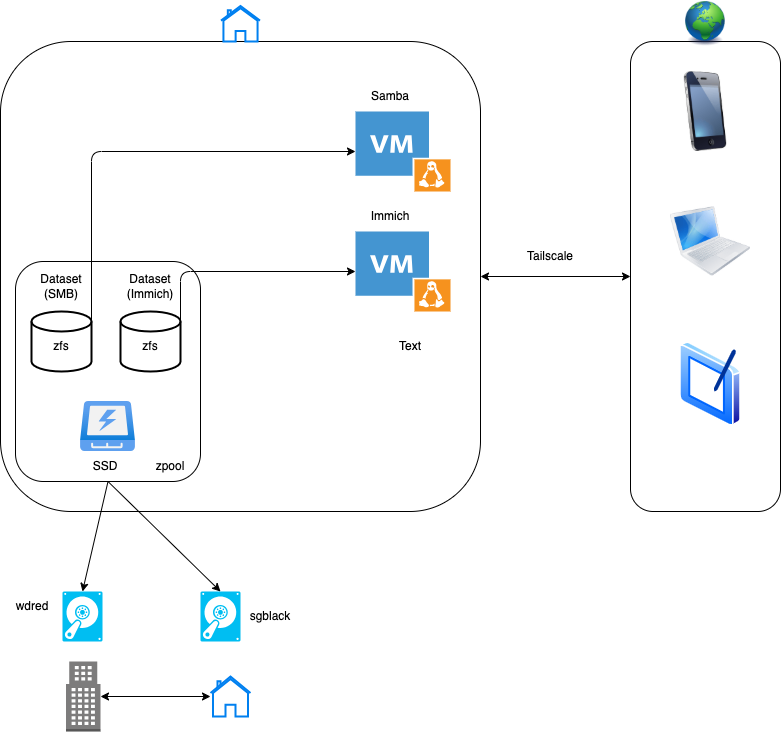 Samba
VM
Immich
VM
Tailscale
Dataset
(SMB)
Dataset
(Immich)
zfs
zfs
Text
SSD
zpool
wdred
sgblack